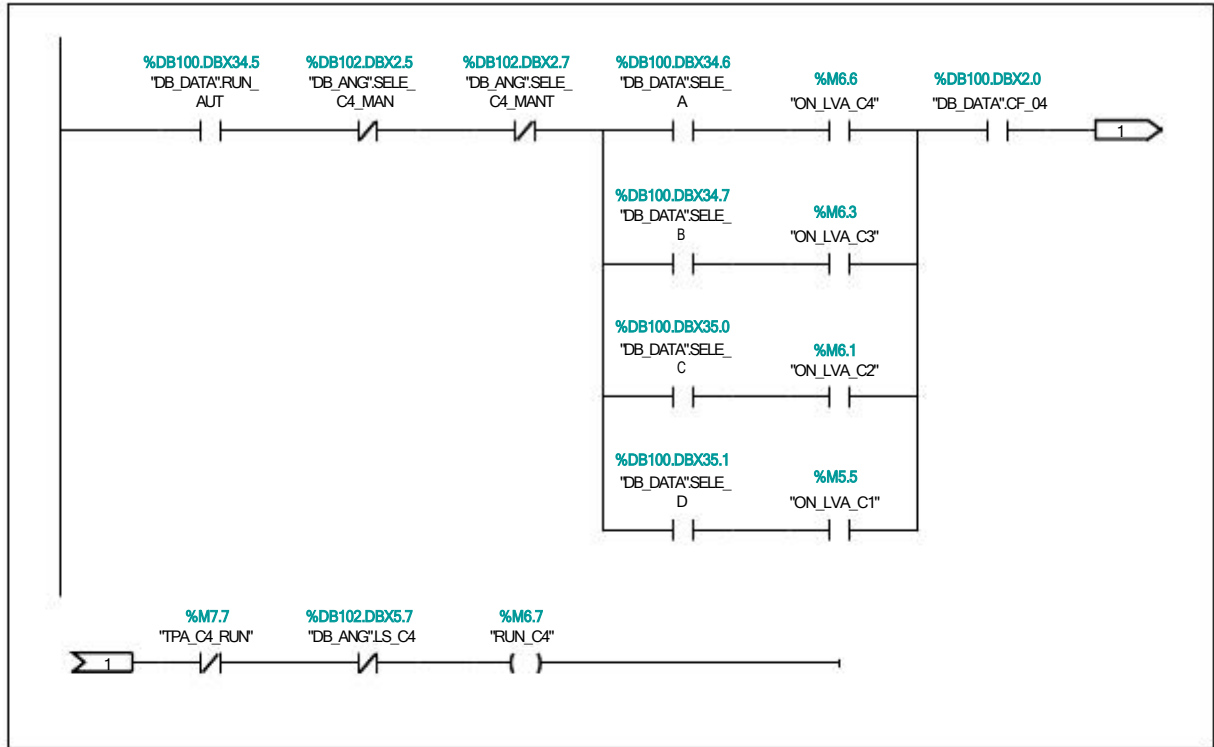 %DB100.DBX34.5 %DB102.DBX2.5 %DB102.DBX2.7 %DB100.DBX34.6 %M6.6 %DB100.DBX2.0
"DB_DATA".RUN_ "DB_ANG".SELE_ "DB_ANG".SELE_ "DB_DATA".SELE_ "ON_LVA_C4" "DB_DATA".CF_04
AUT C4_MAN C4_MANT A
1
%DB100.DBX34.7 %M6.3
"DB_DATA".SELE_ "ON_LVA_C3"
B
%DB100.DBX35.0 %M6.1
"DB_DATA".SELE_ "ON_LVA_C2"
C
%DB100.DBX35.1 %M5.5
"DB_DATA".SELE_ "ON_LVA_C1"
D
%M7.7 %DB102.DBX5.7 %M6.7
"TPA_C4_RUN" "DB_ANG".LS_C4 "RUN_C4"
1